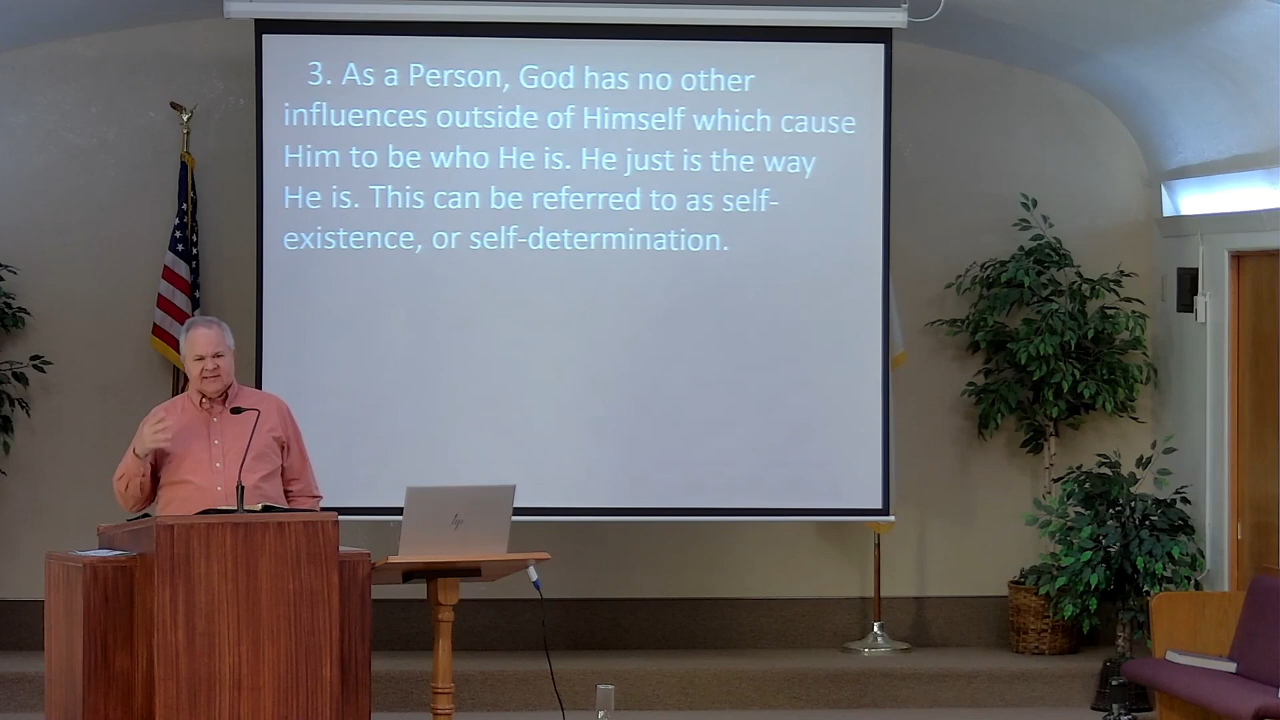 3. As a Person, God has no other
influences outside of Himself which cause
Him to be who He is. He just is the way
He is. This can be referred to as self-
existence, or self-determination.
hp